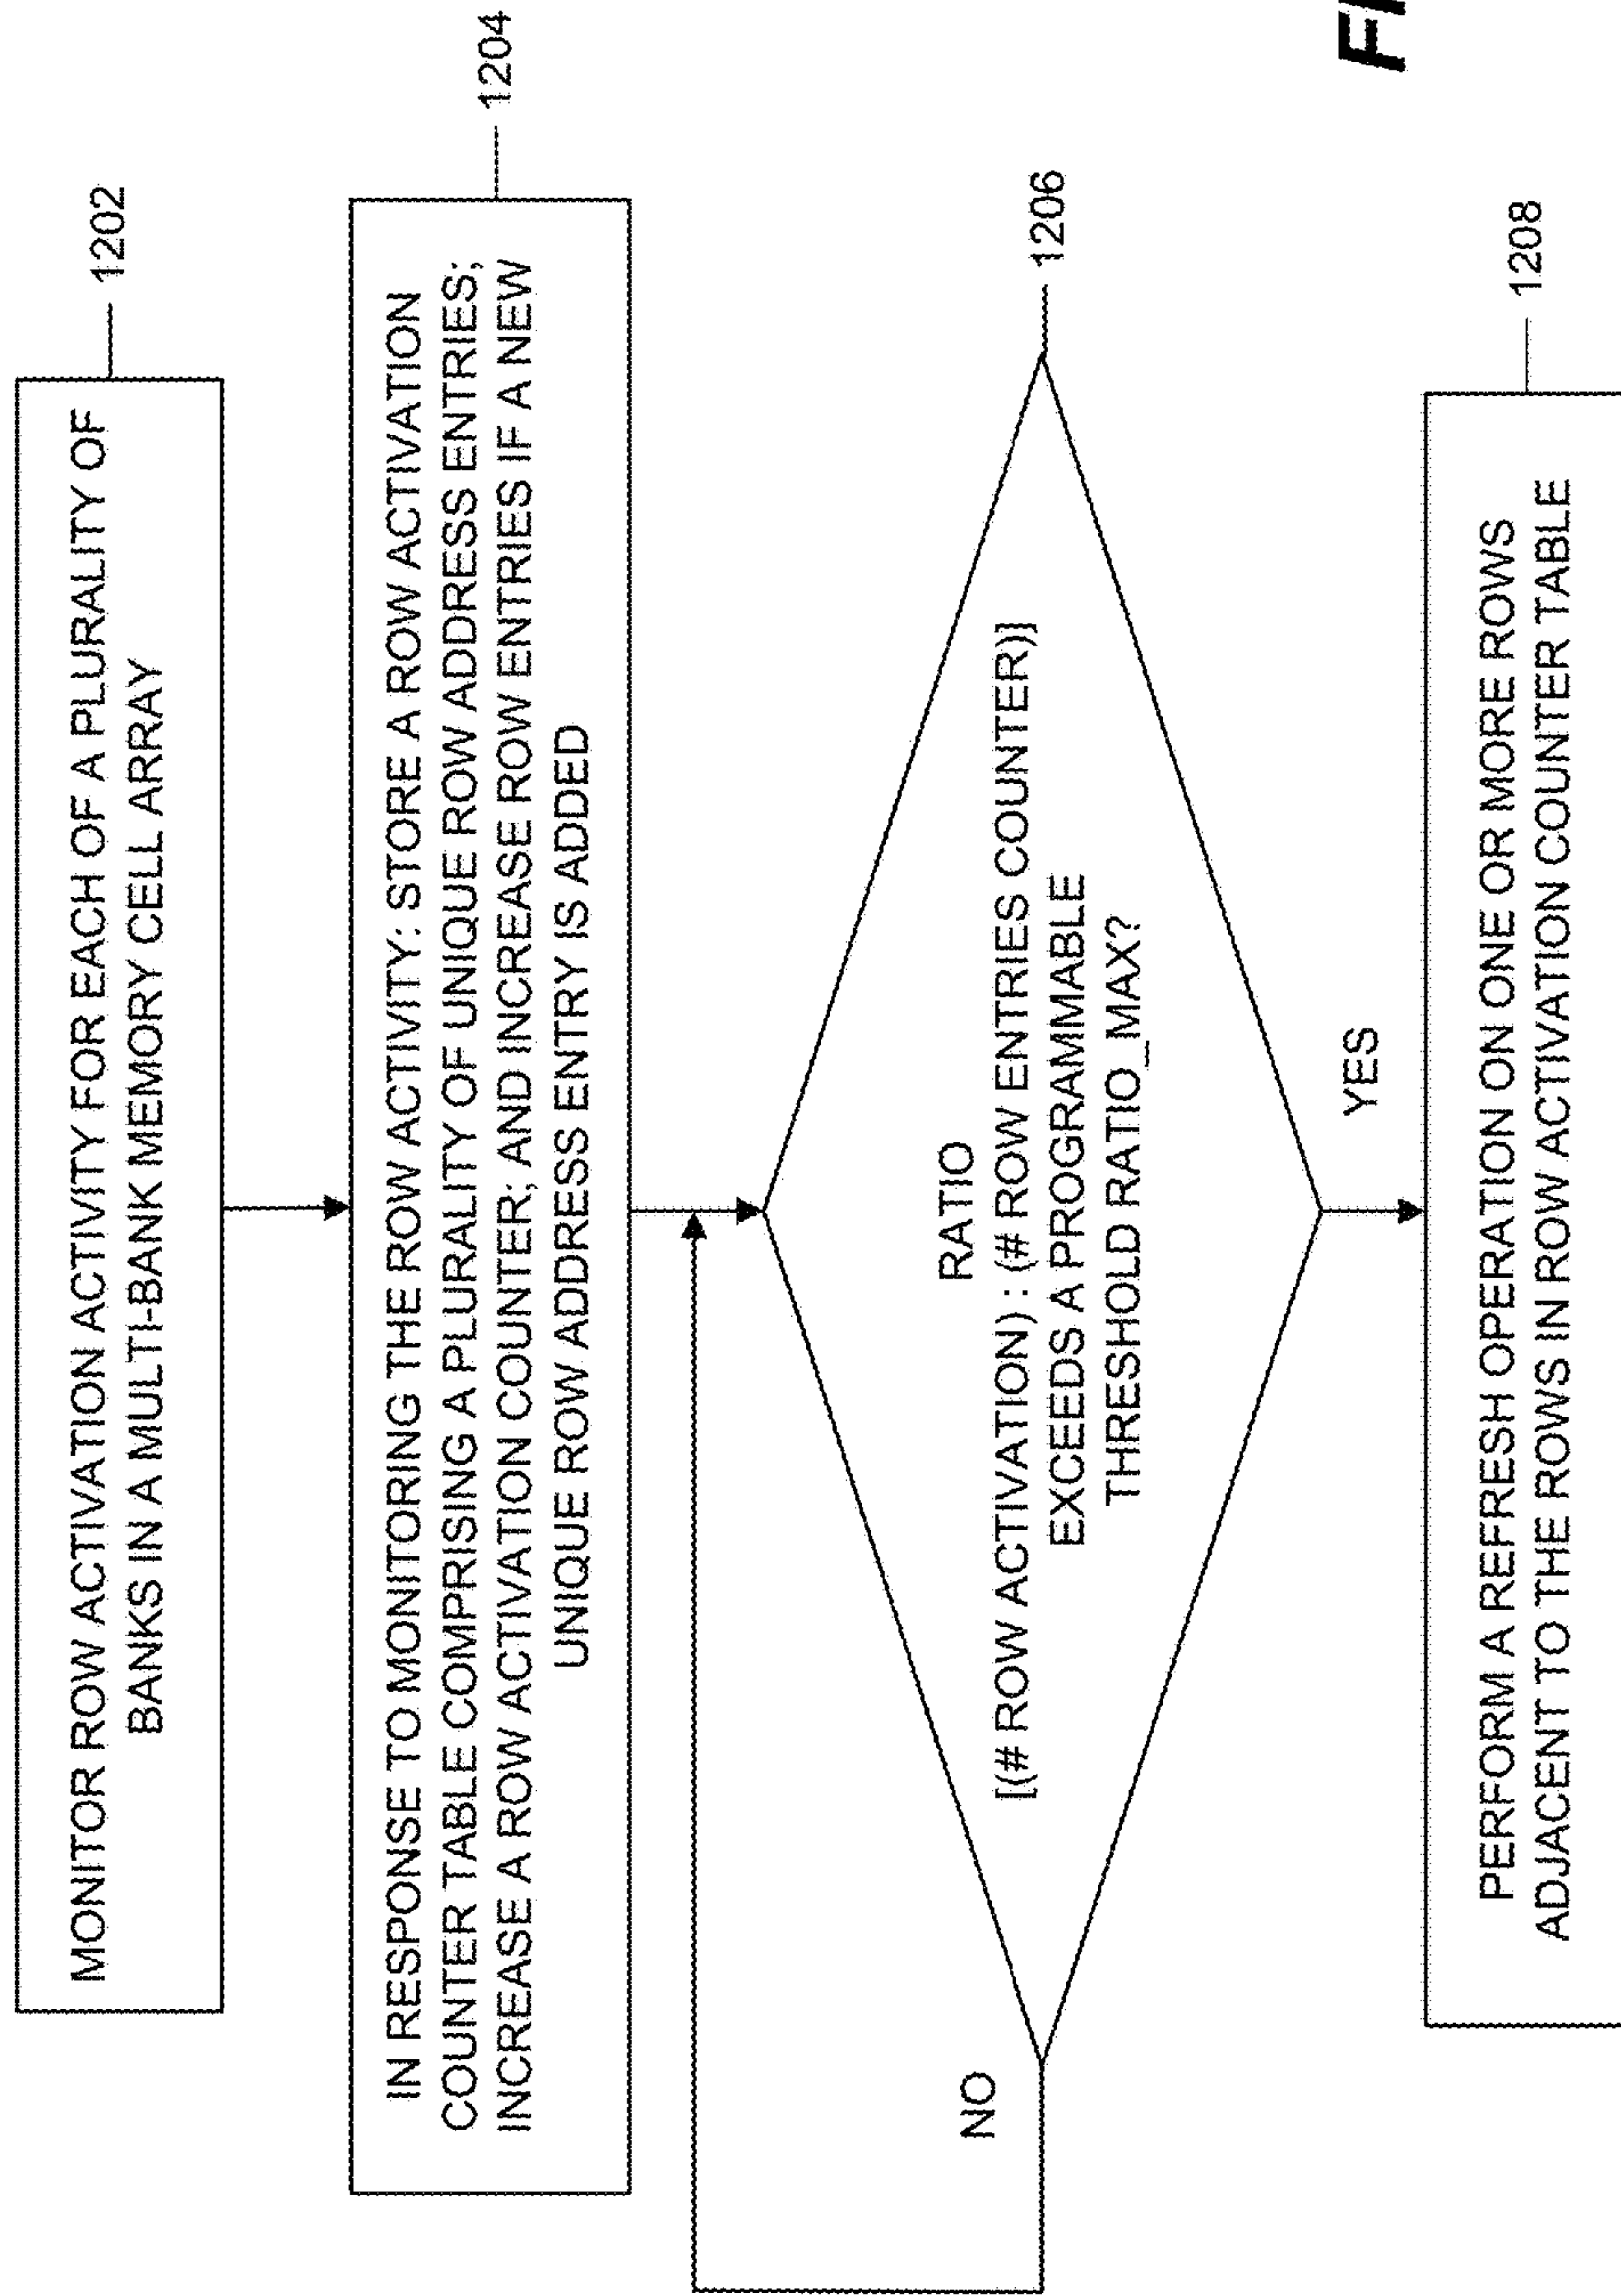 MONITOR ROW ACTIVATION ACTIVITY FOR EACH OF A PLURALITY OF
BANKS IN A MULTI-BANK MEMORY CELL ARRAY
1202
IN RESPONSE TO MONITORING THE ROW ACTIVITY: STORE A ROW ACTIVATION
COUNTER TABLE COMPRISING A PLURALITY OF UNIQUE ROW ADDRESS ENTRIES;
INCREASE A ROW ACTIVATION COUNTER; AND INCREASE ROW ENTRIES IF A NEW
UNIQUE ROW ADDRESS ENTRY IS ADDED
1204
RATIO
[(# ROW ACTIVATION) : (# ROW ENTRIES COUNTER)]
EXCEEDS A PROGRAMMABLE
THRESHOLD RATIO_MAX?
1206
NO
YES
PERFORM A REFRESH OPERATION ON ONE OR MORE ROWS
ADJACENT TO THE ROWS IN ROW ACTIVATION COUNTER TABLE
1208